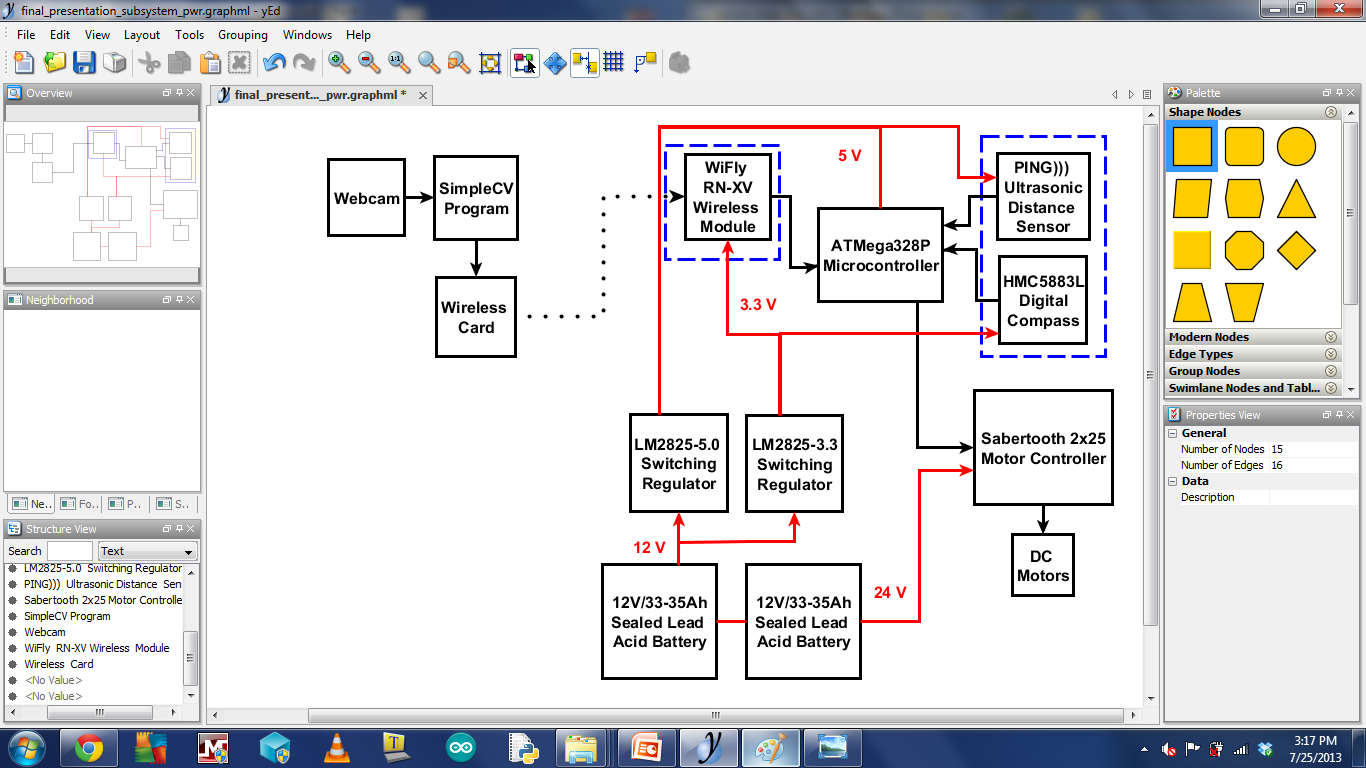 final_presentation_subsystem_pwr.graphml - yEd
File Edit View Layout Tools Grouping Windows Help
Overview
final_present..._pwr.graphml *
Palette
Shape Nodes
Modern Nodes
Edge Types
Group Nodes
Swimlane Nodes and Tabl...
Neighborhood
Ne...
Fo...
P...
S...
Structure View
Search
Text
LM2825-5.0 Switching Regulator
PING))) Ultrasonic Distance Sen
Sabertooth 2x25 Motor Controlle
SimpleCV Program
Webcam
WiFly RN-XV Wireless Module
Wireless Card
<No Value>
<No Value>
Webcam
SimpleCV
Program
Wireless
Card
WiFly
RN-XV
Wireless
Module
5 V
ATMega328P
Microcontroller
PING)))
Ultrasonic
Distance
Sensor
HMC5883L
Digital
Compass
3.3 V
LM2825-5.0
Switching
Regulator
LM2825-3.3
Switching
Regulator
Sabertooth 2x25
Motor Controller
12 V
DC
Motors
12V/33-35Ah
Sealed Lead
Acid Battery
12V/33-35Ah
Sealed Lead
Acid Battery
24 V
Properties View
General
Number of Nodes 15
Number of Edges 16
Data
Description
3:17 PM
7/25/2013